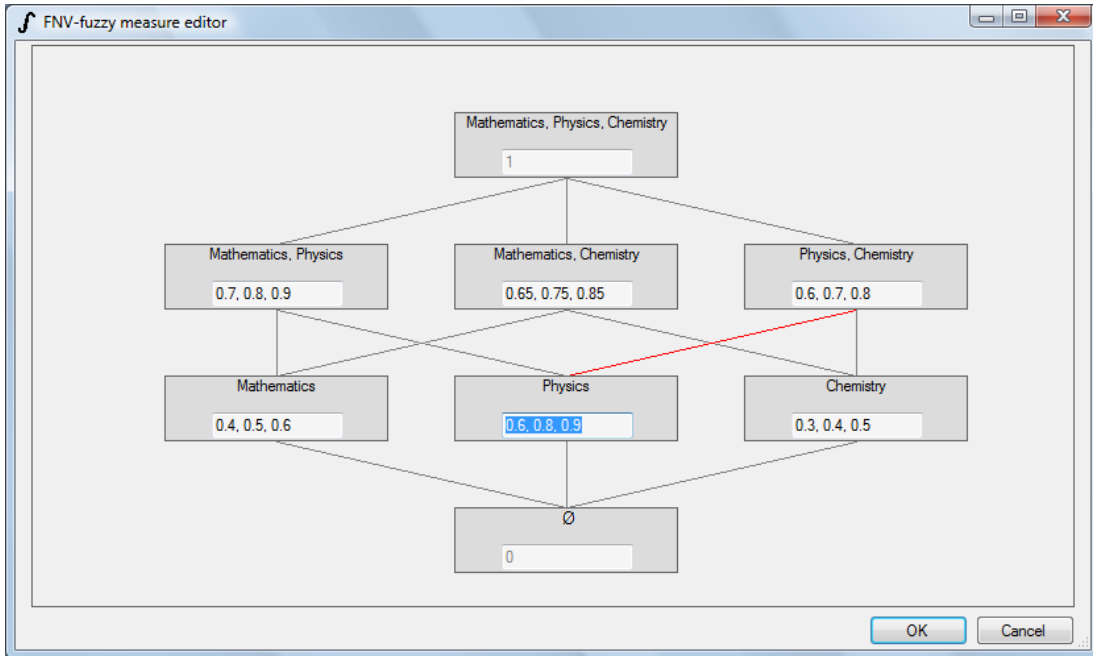 FNV-fuzzy measure editor
Mathematics, Physics, Chemistry
1
Mathematics, Physics
Mathematics, Chemistry
Physics, Chemistry
0.7, 0.8, 0.9
0.65, 0.75, 0.85
0.6, 0.7, 0.8
Mathematics
Physics
Chemistry
0.4, 0.5, 0.6
0.6, 0.8, 0.9
0.3, 0.4, 0.5
Ø
0
OK
Cancel